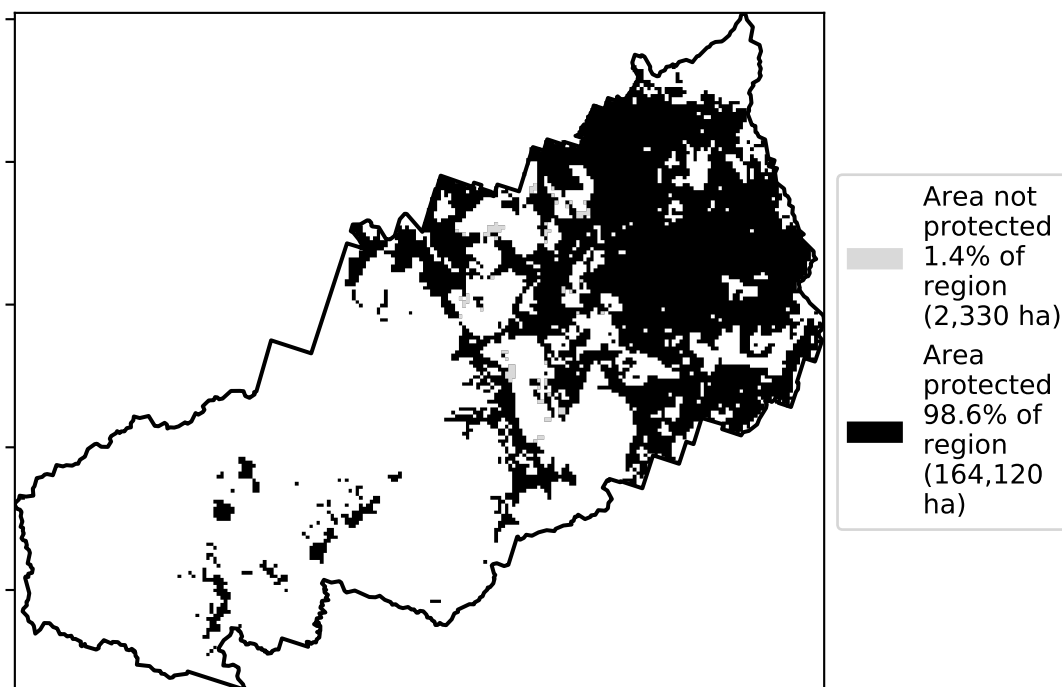 Area not
protected
1.4% of
region
(2,330 ha)
Area
protected
98.6% of
region
(164,120
ha)